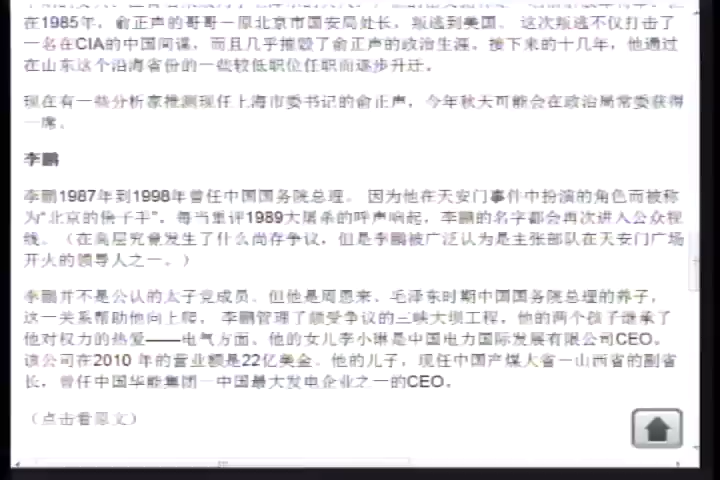 在1985年，俞正声的哥哥－原北京市国安局处长，叛逃到美国。 这次叛逃不仅打击了
一名在CIA的中国间谍，而且几乎摧毁了俞正声的政治生涯。接下来的十几年，他通过
在山东这个沿海省份的一些较低职位任职而逐步升迁。
现在有一些分析家推测现任上海市委书记的俞正声，今年秋天可能会在政治局常委获得
一席。
李鹏
李鹏1987年到1998年曾任中国国务院总理。 因为他在天安门事件中扮演的角色而被称
为“北京的侩子手”。每当重评1989大屠杀的呼声响起，李鹏的名字都会再次进入公众视
线。（在高层究竟发生了什么尚存争议，但是李鹏被广泛认为是主张部队在天安门广场
开火的领导人之一。）
李鹏并不是公认的太子党成员。但他是周恩来、毛泽东时期中国国务院总理的养子，
这一关系帮助他向上爬。 李鹏管理了颇受争议的三峡大坝工程，他的两个孩子继承了
他对权力的热爱——电气方面。他的女儿李小琳是中国电力国际发展有限公司CEO。
该公司在2010 年的营业额是22亿美金。他的儿子，现任中国产煤大省－山西省的副省
长，曾任中国华能集团－中国最大发电企业之一的CEO。
（点击看原文）